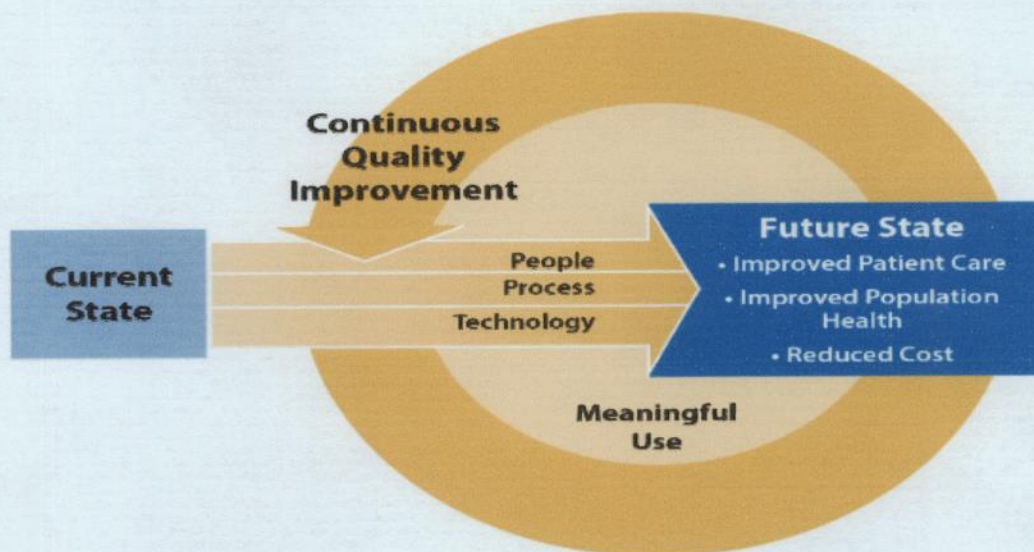 Continuous
Quality
Improvement
Current
State
People
Process
Technology
Future State
• Improved Patient Care
• Improved Population
Health
• Reduced Cost
Meaningful
Use